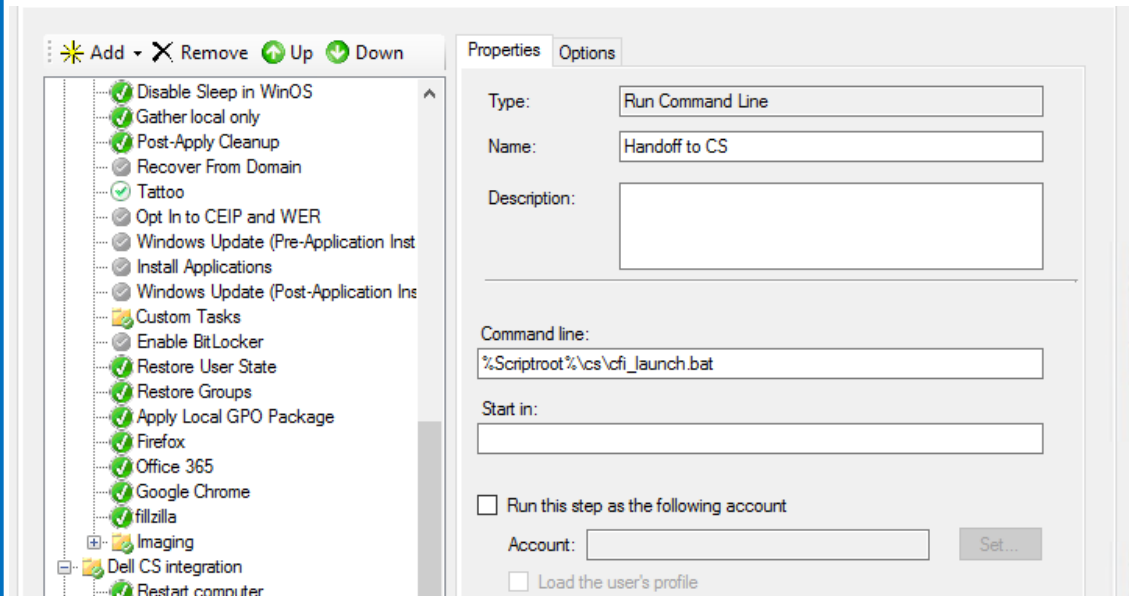 Add Remove Up Down
Disable Sleep in WinOS
Gather local only
Post-Apply Cleanup
Recover From Domain
Tattoo
Opt In to CEIP and WER
Windows Update (Pre-Application Inst
Install Applications
Windows Update (Post-Application Ins
Custom Tasks
Enable BitLocker
Restore User State
Restore Groups
Apply Local GPO Package
Firefox
Office 365
Google Chrome
fillzilla
Imaging
Dell CS integration
Restart computer
Properties Options
Type: Run Command Line
Name: Handoff to CS
Description:
Command line:
%Scriptroot%\cs\cfi_launch.bat
Start in:
Run this step as the following account
Account: Set...
Load the user's profile